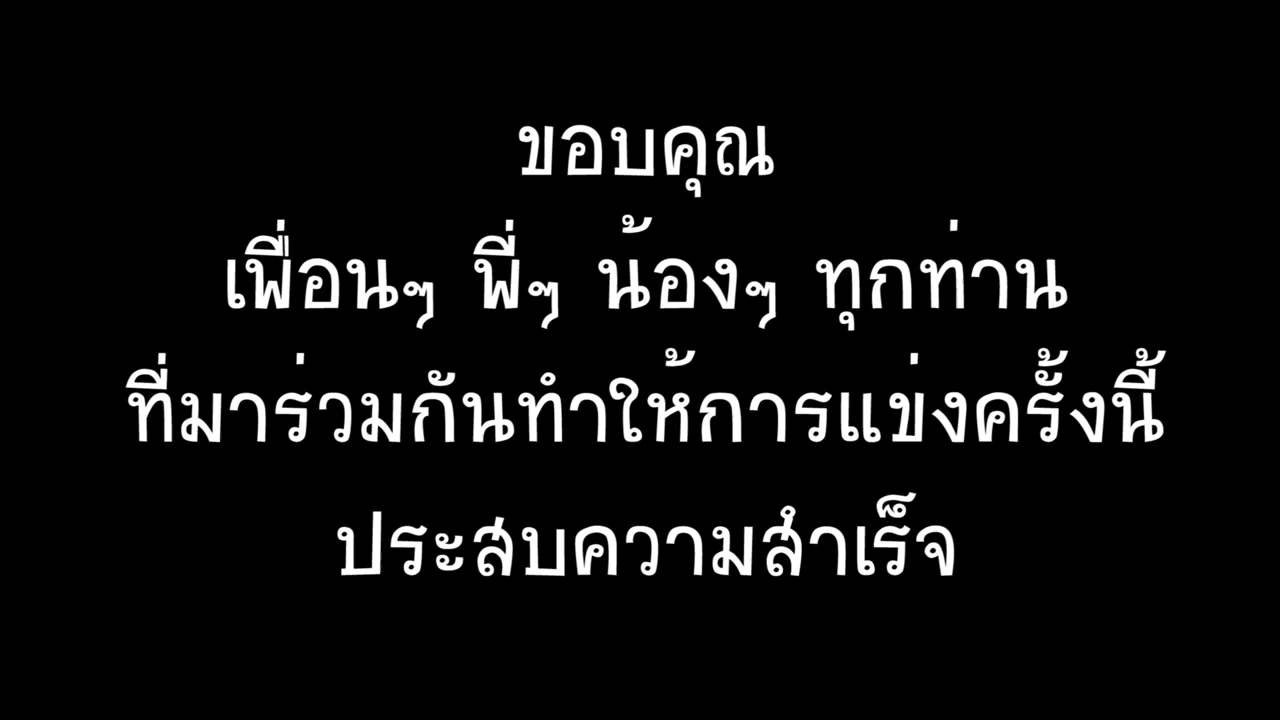 ขอบคุณ
เพื่อนๆ พี่ๆ น้องๆ ทุกท่าน
ที่มาร่วมกันทำให้การแข่งครั้งนี้
ประสบความสำเร็จ